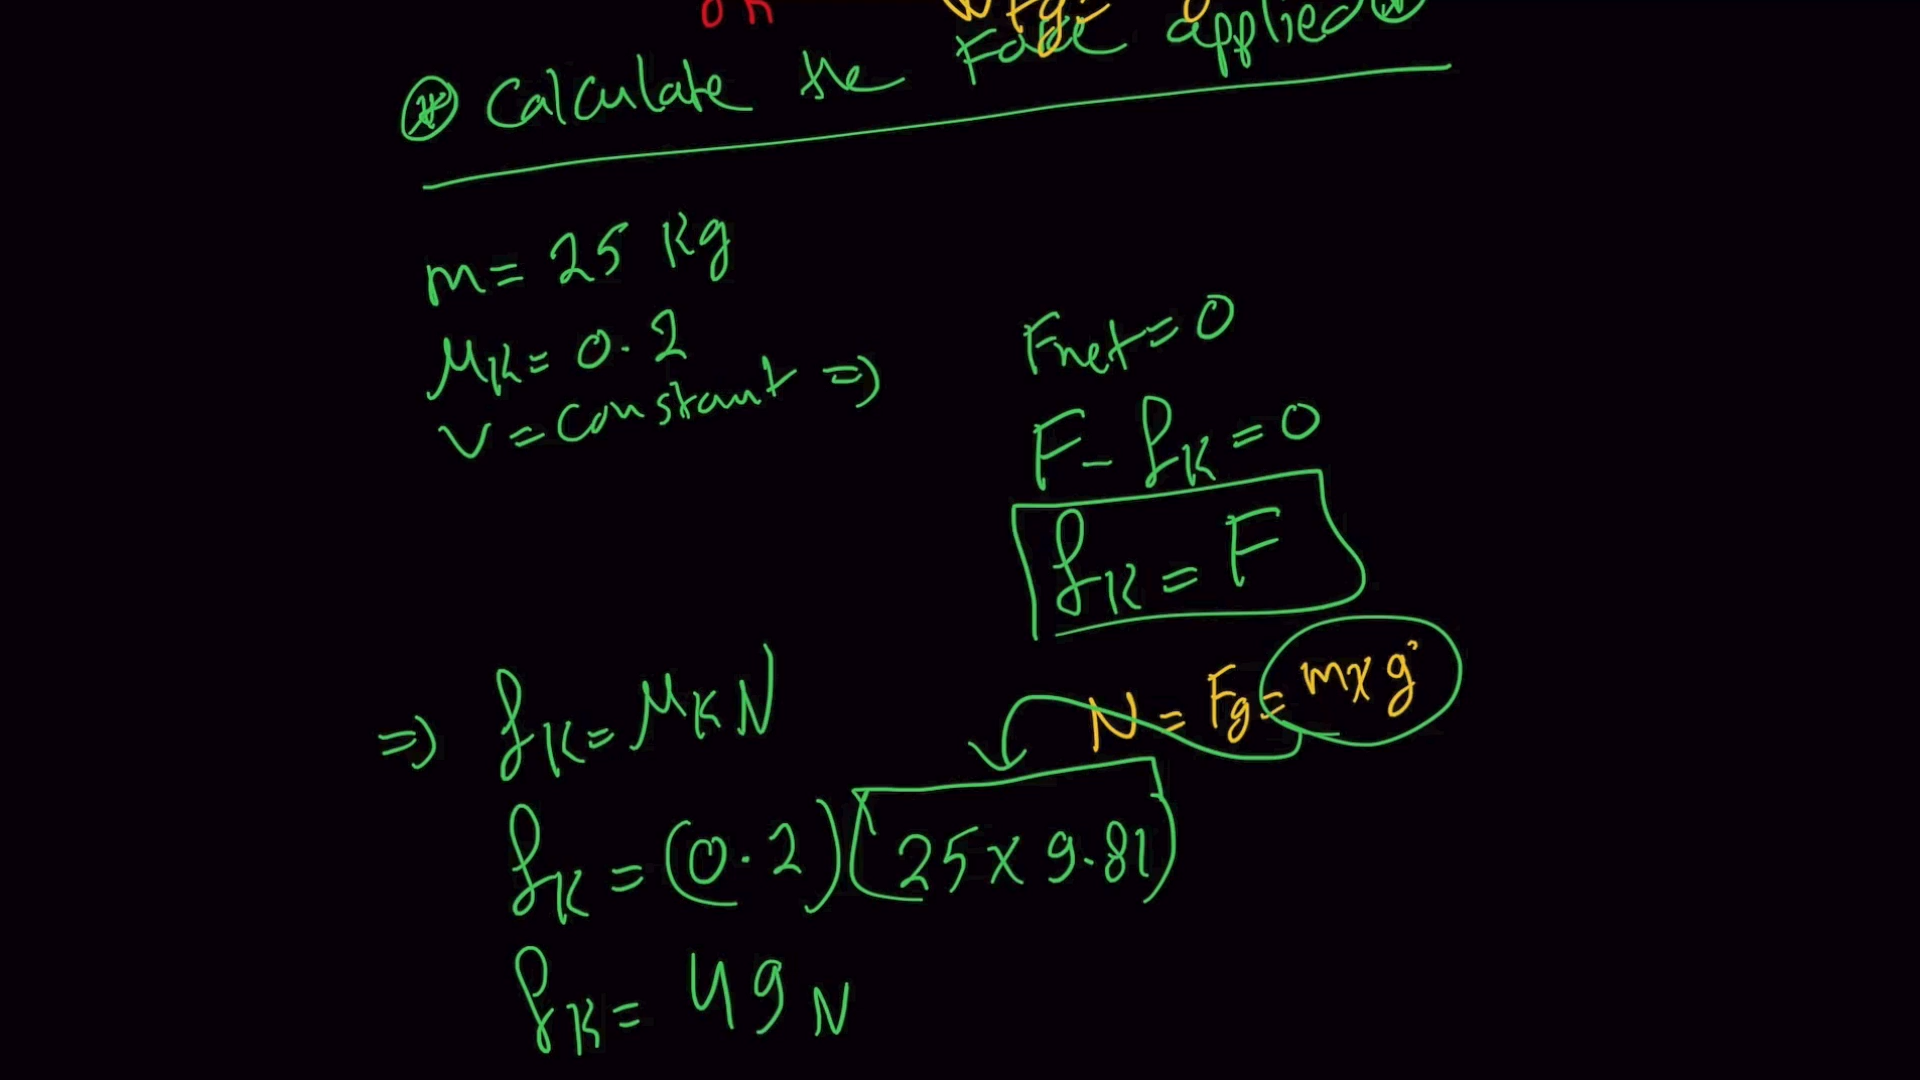 Calculate the Force applied
m = 25 Kg
μK = 0.2
v = constant ⇒
Fnet = 0
F - fK = 0
fK = F
⇒ fK = μK N
N = Fg = m x g
fK = (0.2) (25 x 9.81)
fK = 49 N